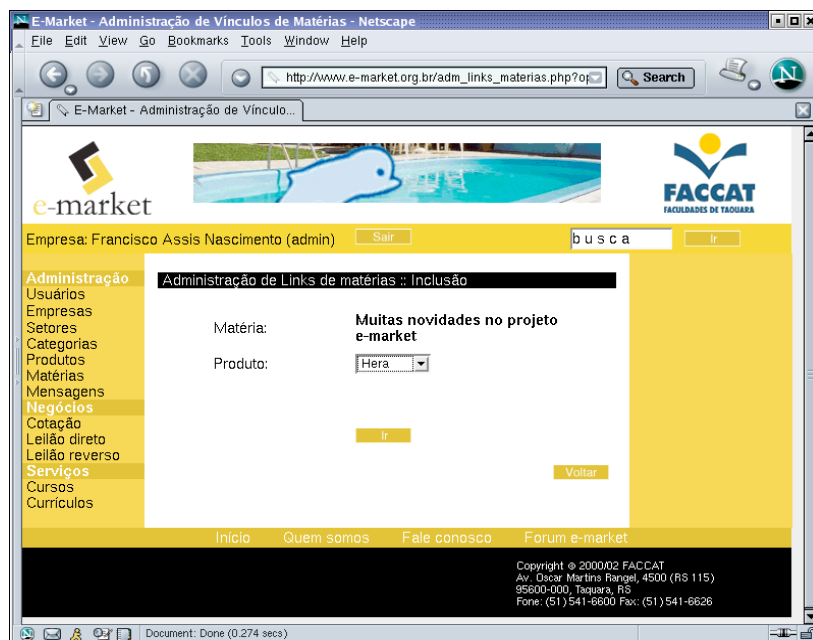 E-Market - Administração de Vínculos de Matérias - Netscape
File Edit View Go Bookmarks Tools Window Help
http://www.e-market.org.br/adm_links_materias.php?op
Search
N
E-Market - Administração de Vínculo...
e-market
FACCAT
FACULDADES DE TAQUARA
Empresa: Francisco Assis Nascimento (admin)
Sair
busca
Ir
Administração
Usuários
Empresas
Setores
Categorias
Produtos
Matérias
Mensagens
Negócios
Cotação
Leilão direto
Leilão reverso
Serviços
Cursos
Currículos
Administração de Links de matérias :: Inclusão
Matéria:
Muitas novidades no projeto
e-market
Produto:
Hera
Ir
Voltar
Início Quem somos Fale conosco Forum e-market
Copyright © 2000/02 FACCAT
Av. Oscar Martins Rangel, 4500 (RS 115)
95600-000, Taquara, RS
Fone: (51) 541-6600 Fax: (51) 541-6626
Document: Done (0.274 secs)